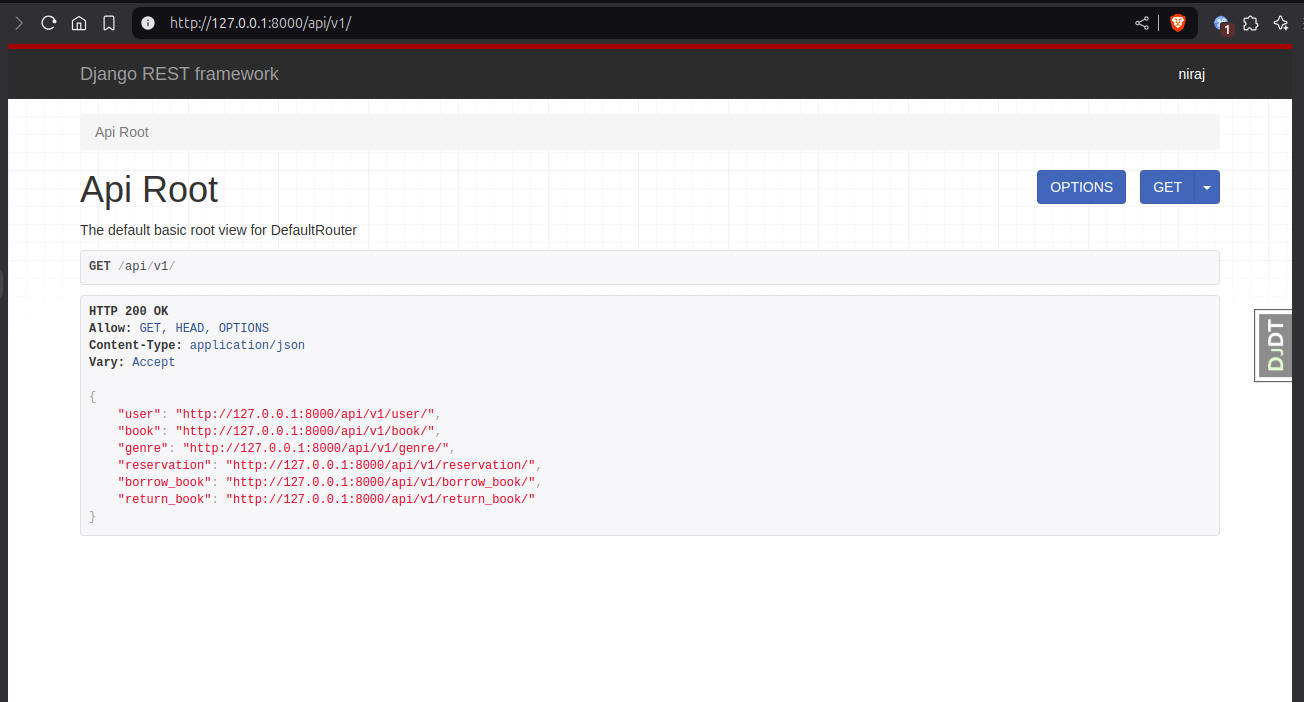 http://127.0.0.1:8000/api/v1/
1
Django REST framework
niraj
Api Root
Api Root
OPTIONS
GET
The default basic root view for DefaultRouter
GET /api/v1/
HTTP 200 OK
Allow: GET, HEAD, OPTIONS
Content-Type: application/json
Vary: Accept
{
    "user": "http://127.0.0.1:8000/api/v1/user/",
    "book": "http://127.0.0.1:8000/api/v1/book/",
    "genre": "http://127.0.0.1:8000/api/v1/genre/",
    "reservation": "http://127.0.0.1:8000/api/v1/reservation/",
    "borrow_book": "http://127.0.0.1:8000/api/v1/borrow_book/",
    "return_book": "http://127.0.0.1:8000/api/v1/return_book/"
}
DJDT